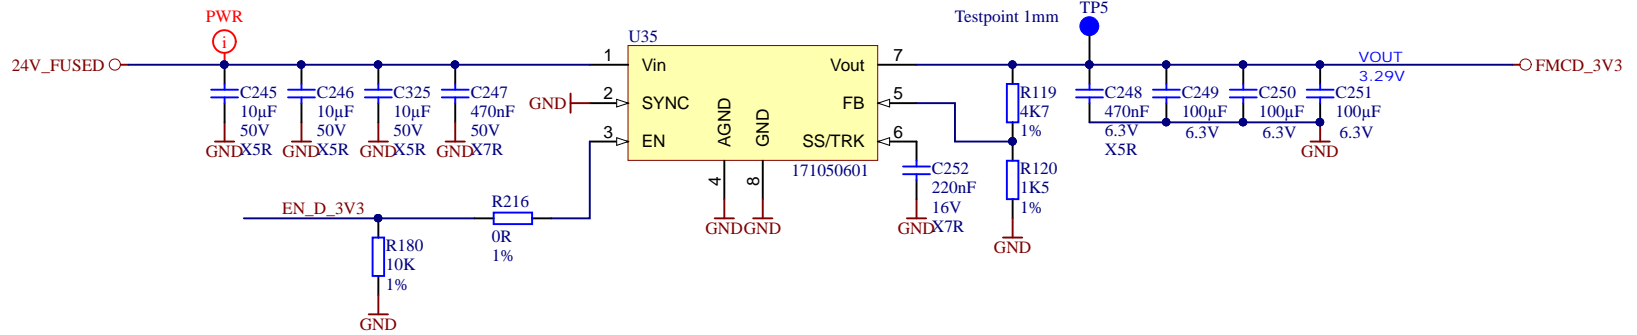 PWR
i
24V_FUSED
C245
10µF
50V
X5R
GND
C246
10µF
50V
X5R
GND
C325
10µF
50V
X5R
GND
C247
470nF
50V
X7R
GND
U35
1
Vin
GND
2
SYNC
3
EN
AGND
4
GND
GND
8
GND
Vout
7
FB
5
SS/TRK
6
171050601
EN_D_3V3
R216
0R
1%
R180
10K
1%
GND
C252
220nF
16V
X7R
GND
Testpoint 1mm
TP5
R119
4K7
1%
R120
1K5
1%
GND
C248
470nF
6.3V
X5R
C249
100µF
6.3V
C250
100µF
6.3V
C251
100µF
6.3V
GND
VOUT
3.29V
FMCD_3V3